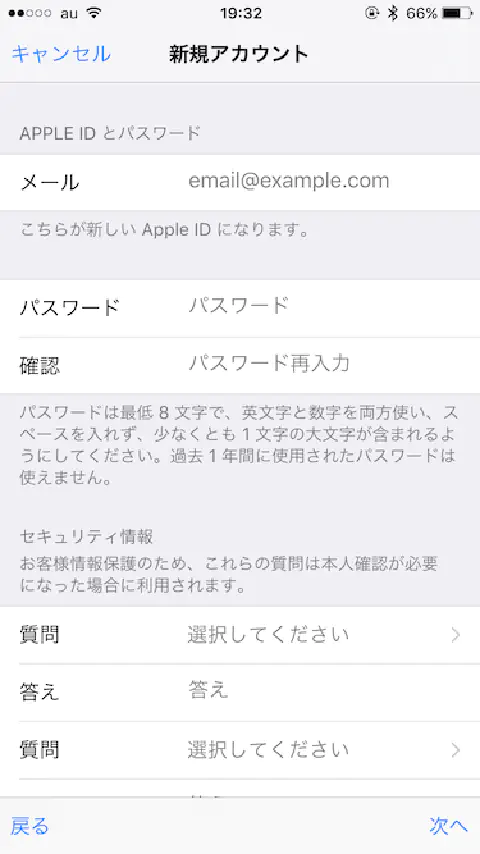 au 19:32 66%
キャンセル 新規アカウント
APPLE ID とパスワード
メール email@example.com
こちらが新しい Apple ID になります。
パスワード パスワード
確認 パスワード再入力
パスワードは最低 8 文字で、英文字と数字を両方使い、ス
ペースを入れず、少なくとも 1 文字の大文字が含まれるよ
うにしてください。過去 1 年間に使用されたパスワードは
使えません。
セキュリティ情報
お客様情報保護のため、これらの質問は本人確認が必要
になった場合に利用されます。
質問 選択してください
答え 答え
質問 選択してください
戻る 次へ